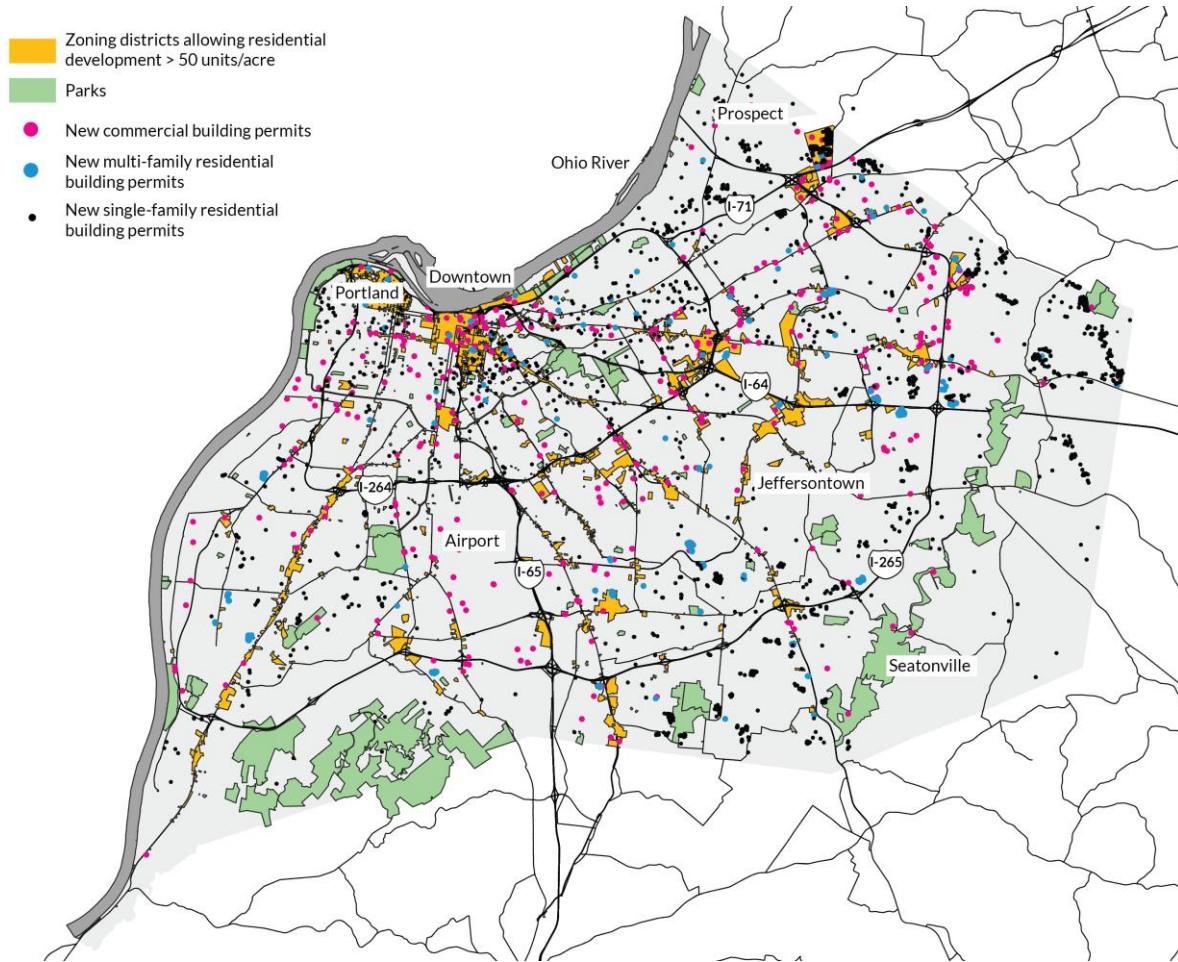 Zoning districts allowing residential
development > 50 units/acre
Parks
New commercial building permits
New multi-family residential
building permits
New single-family residential
building permits
Prospect
Ohio River
I-71
Downtown
Portland
I-64
I-264
Jeffersontown
Airport
I-65
I-265
Seatonville